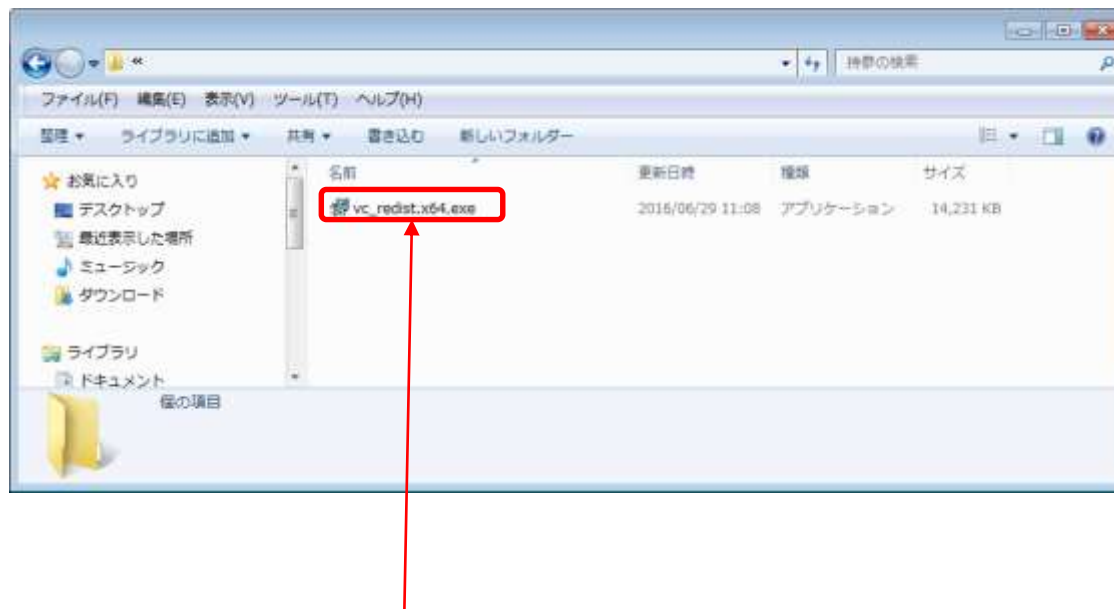 ファイル(F) 編集(E) 表示(V) ツール(T) ヘルプ(H)
整理 ライブラリに追加 共有 書き込む 新しいフォルダー
名前 更新日時 種類 サイズ
vc_redist.x64.exe 2016/06/29 11:08 アプリケーション 14,231 KB
お気に入り
デスクトップ
最近表示した場所
ミュージック
ダウンロード
ライブラリ
ドキュメント
個の項目